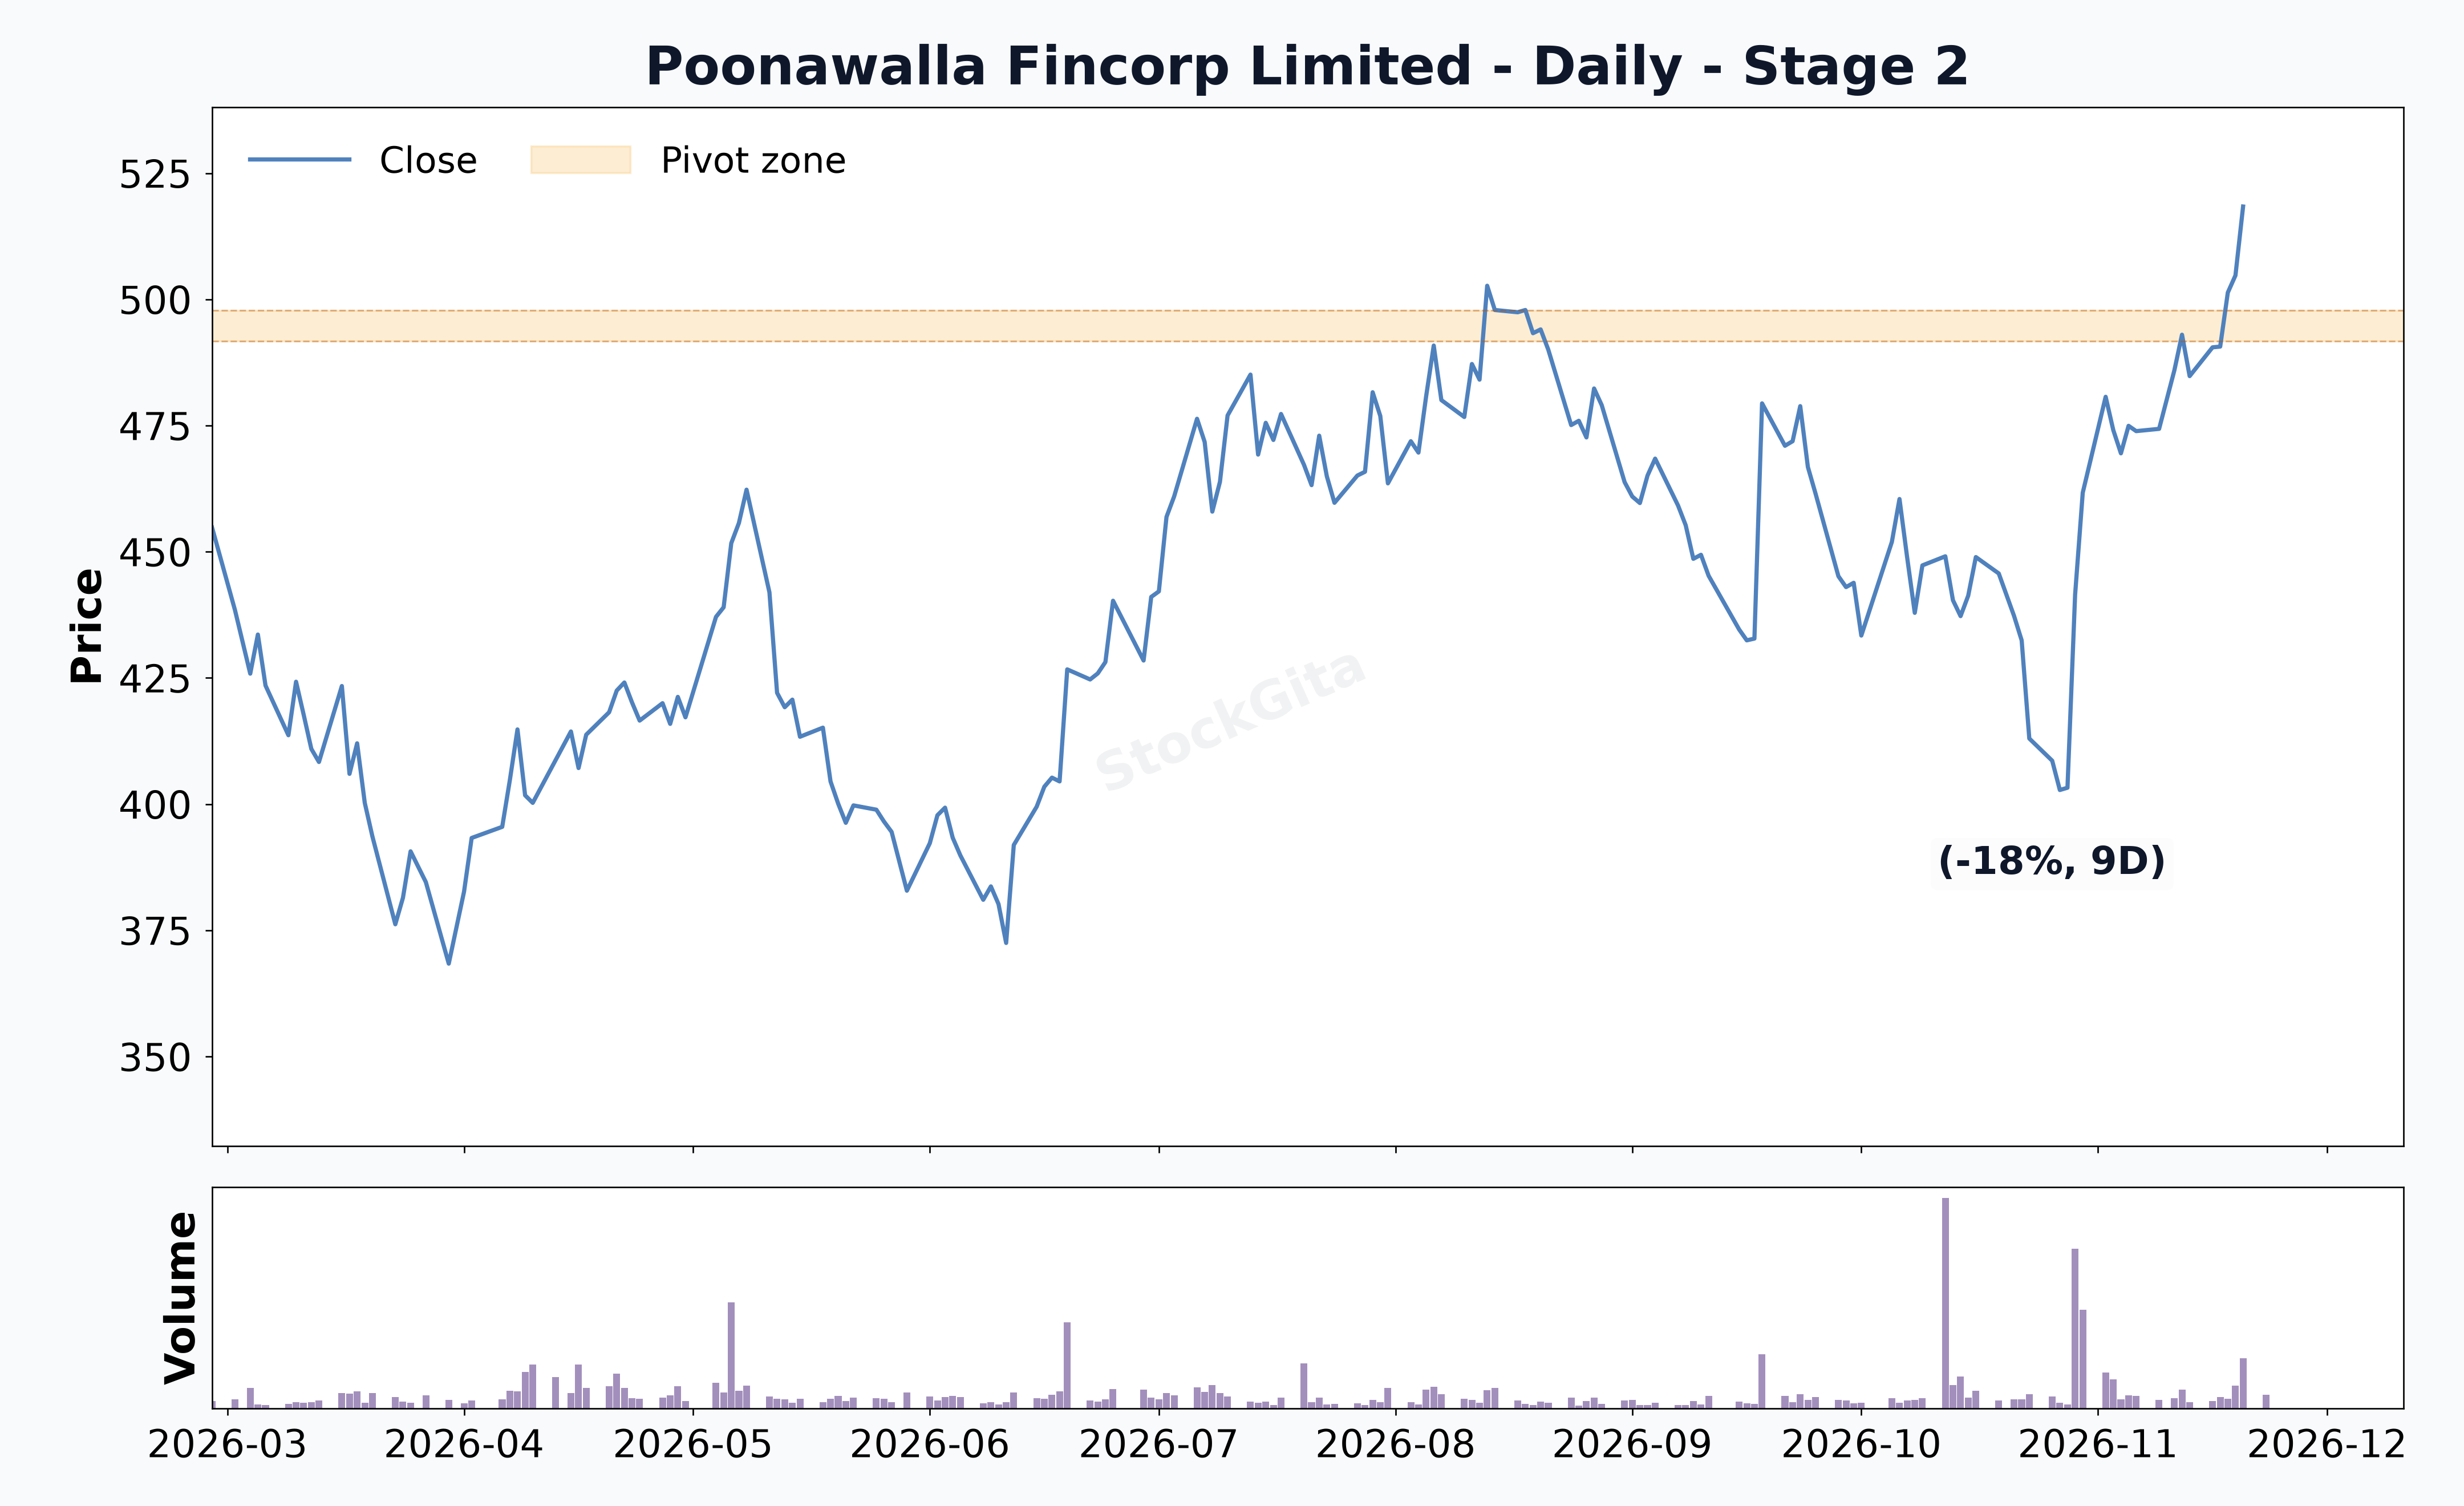 Poonawalla Fincorp Limited - Daily - Stage 2
Close
Pivot zone
525
500
475
450
425
400
375
350
Price
StockGita
(-18%, 9D)
Volume
2026-03
2026-04
2026-05
2026-06
2026-07
2026-08
2026-09
2026-10
2026-11
2026-12